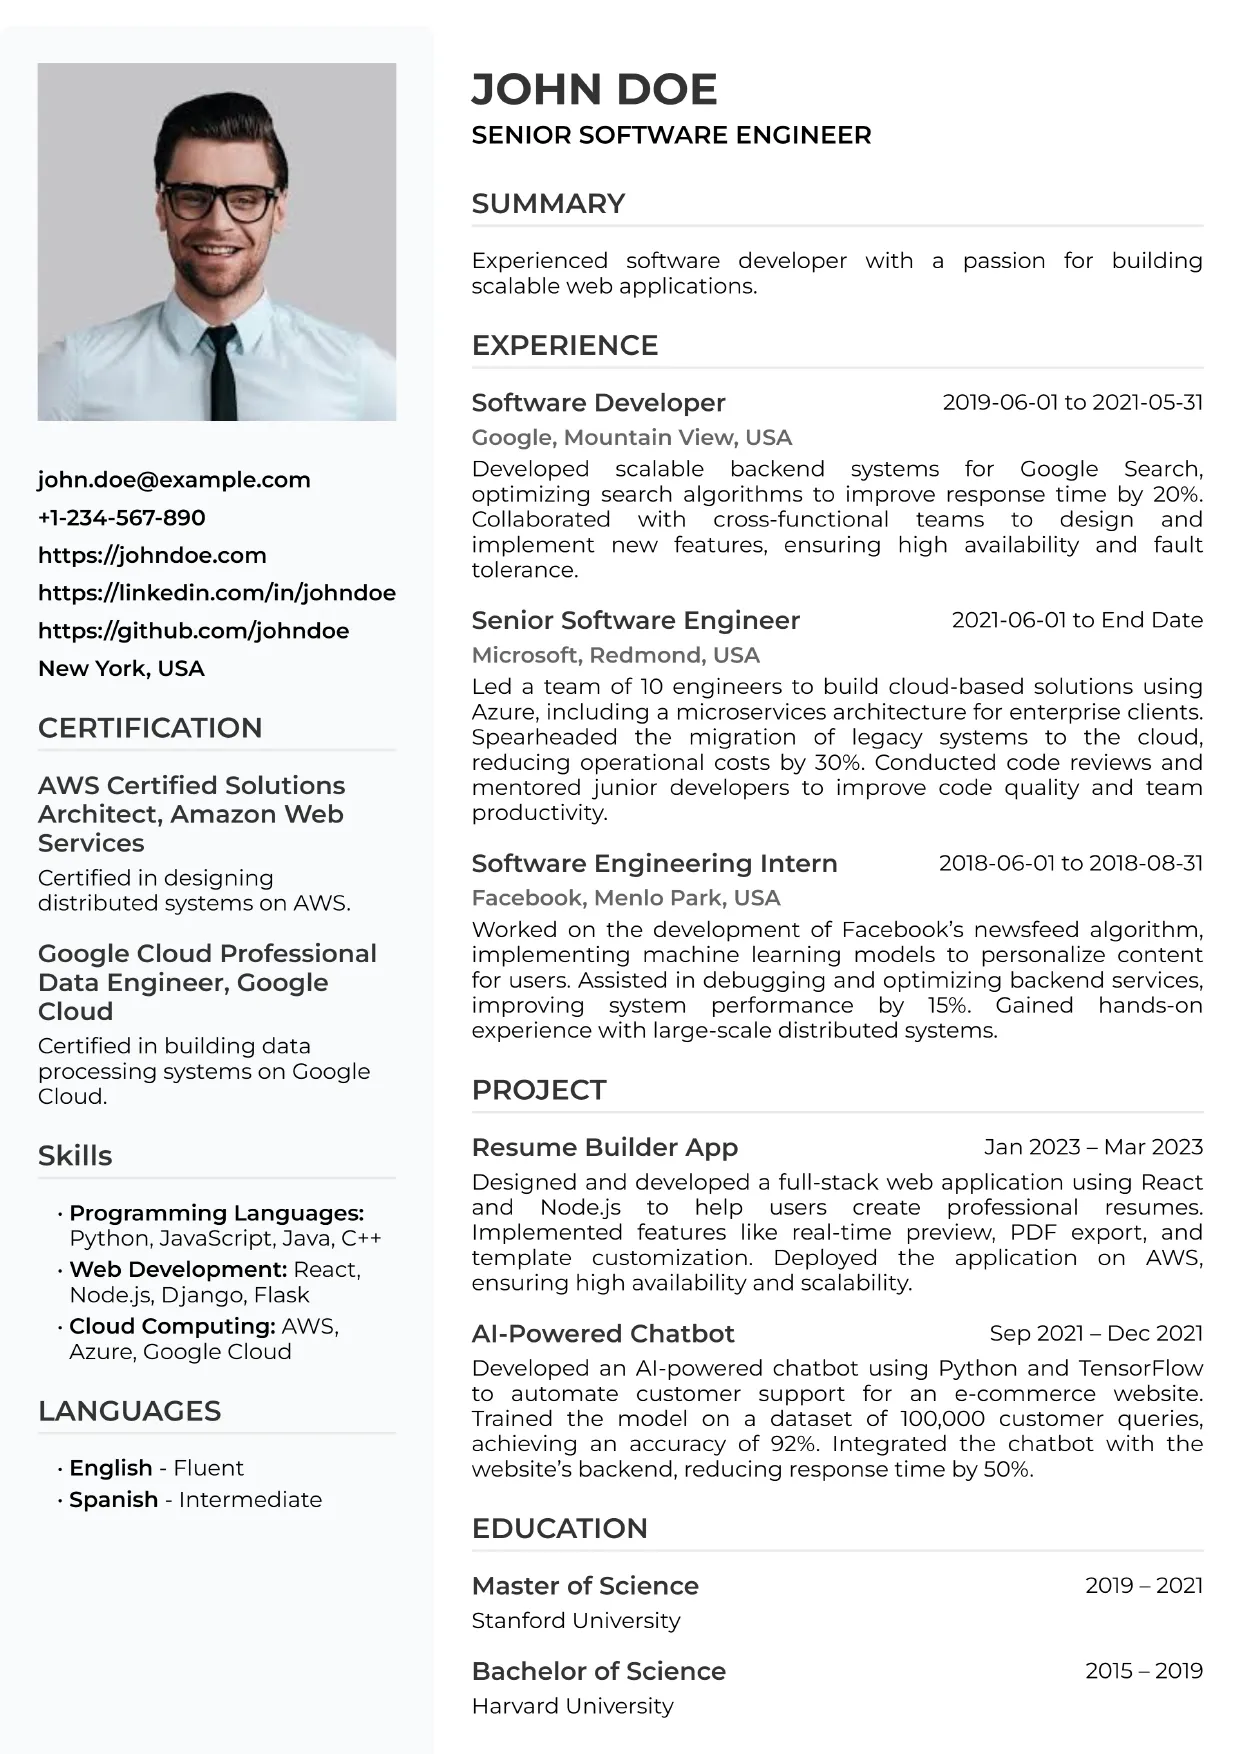 john.doe@example.com
+1-234-567-890
https://johndoe.com
https://linkedin.com/in/johndoe
https://github.com/johndoe
New York, USA
CERTIFICATION
AWS Certified Solutions
Architect, Amazon Web
Services
Certified in designing
distributed systems on AWS.
Google Cloud Professional
Data Engineer, Google
Cloud
Certified in building data
processing systems on Google
Cloud.
Skills
• Programming Languages:
Python, JavaScript, Java, C++
• Web Development: React,
Node.js, Django, Flask
• Cloud Computing: AWS,
Azure, Google Cloud
LANGUAGES
• English - Fluent
• Spanish - Intermediate
JOHN DOE
SENIOR SOFTWARE ENGINEER
SUMMARY
Experienced software developer with a passion for building
scalable web applications.
EXPERIENCE
Software Developer 2019-06-01 to 2021-05-31
Google, Mountain View, USA
Developed scalable backend systems for Google Search,
optimizing search algorithms to improve response time by 20%.
Collaborated with cross-functional teams to design and
implement new features, ensuring high availability and fault
tolerance.
Senior Software Engineer 2021-06-01 to End Date
Microsoft, Redmond, USA
Led a team of 10 engineers to build cloud-based solutions using
Azure, including a microservices architecture for enterprise clients.
Spearheaded the migration of legacy systems to the cloud,
reducing operational costs by 30%. Conducted code reviews and
mentored junior developers to improve code quality and team
productivity.
Software Engineering Intern 2018-06-01 to 2018-08-31
Facebook, Menlo Park, USA
Worked on the development of Facebook’s newsfeed algorithm,
implementing machine learning models to personalize content
for users. Assisted in debugging and optimizing backend services,
improving system performance by 15%. Gained hands-on
experience with large-scale distributed systems.
PROJECT
Resume Builder App Jan 2023 – Mar 2023
Designed and developed a full-stack web application using React
and Node.js to help users create professional resumes.
Implemented features like real-time preview, PDF export, and
template customization. Deployed the application on AWS,
ensuring high availability and scalability.
AI-Powered Chatbot Sep 2021 – Dec 2021
Developed an AI-powered chatbot using Python and TensorFlow
to automate customer support for an e-commerce website.
Trained the model on a dataset of 100,000 customer queries,
achieving an accuracy of 92%. Integrated the chatbot with the
website’s backend, reducing response time by 50%.
EDUCATION
Master of Science 2019 – 2021
Stanford University
Bachelor of Science 2015 – 2019
Harvard University